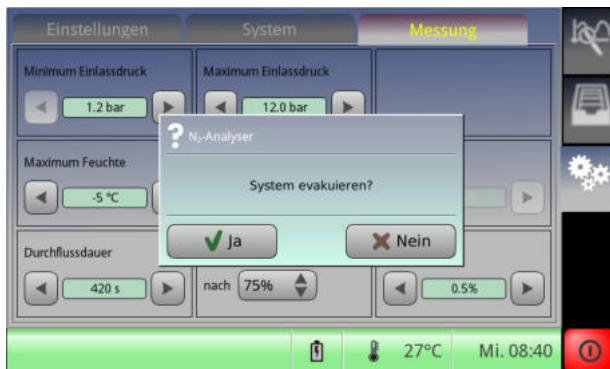 Einstellungen
System
Messung
Minimum Einlassdruck
Maximum Einlassdruck
1.2 bar
12.0 bar
N₂-Analyser
System evakuieren?
Ja
Nein
Maximum Feuchte
-5 °C
Durchflussdauer
420 s
nach
75%
0.5%
27°C
Mi. 08:40